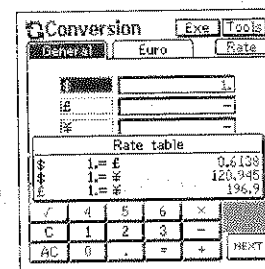 Conversion Exe Tools
General Euro Rate
$ 1.
£ –
¥ –
Rate table
$ 1.= £ 0.6138
$ 1.= ¥ 120.945
£ 1.= ¥ 196.9
√ 4 5 6 ×
C 1 2 3 –
AC 0 . = + NEXT